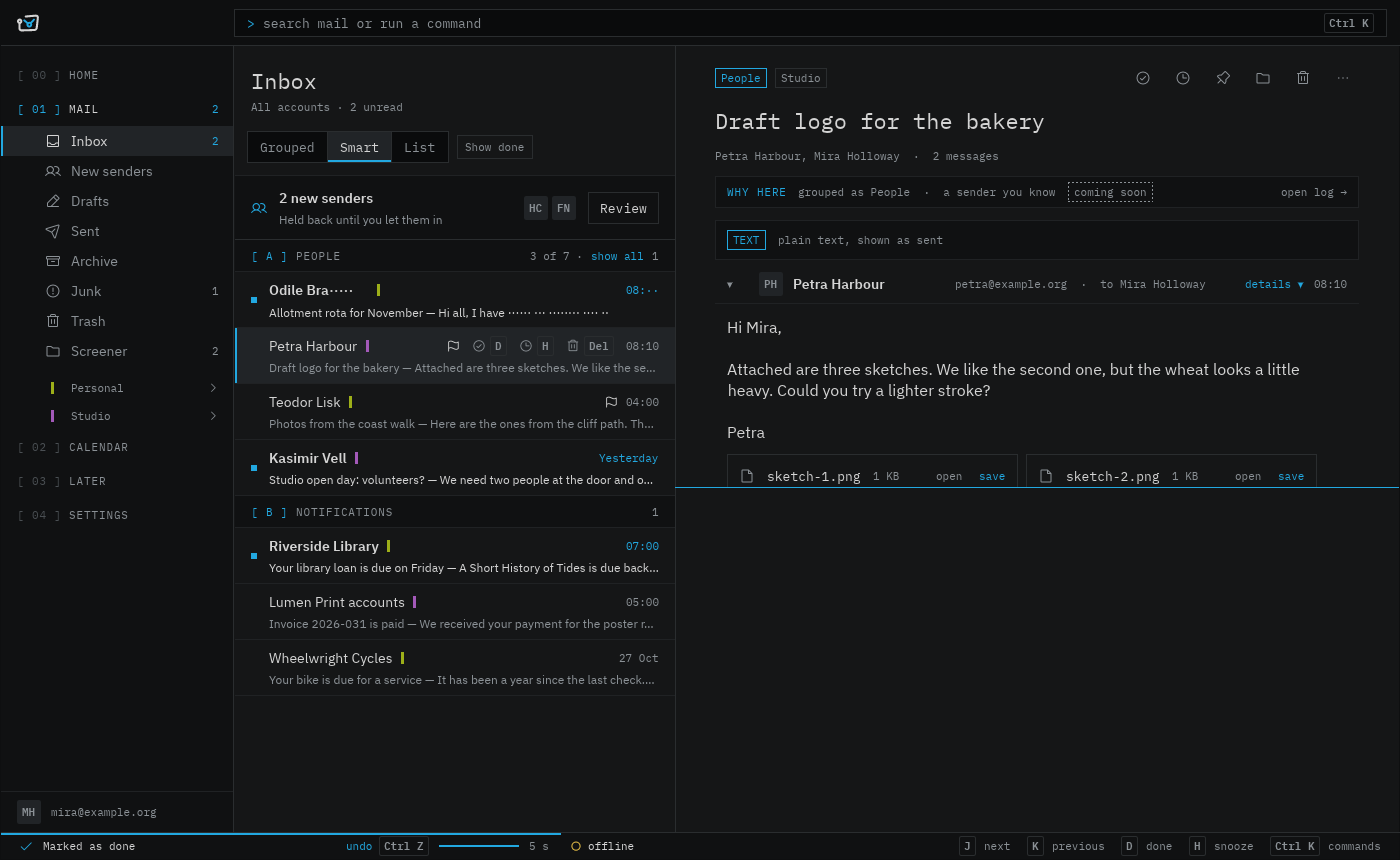 > search mail or run a command Ctrl K
[ 00 ] HOME
[ 01 ] MAIL 2
Inbox 2
New senders
Drafts
Sent
Archive
Junk 1
Trash
Screener 2
Personal
Studio
[ 02 ] CALENDAR
[ 03 ] LATER
[ 04 ] SETTINGS
MH mira@example.org
Inbox
All accounts · 2 unread
Grouped Smart List Show done
2 new senders
Held back until you let them in
HC FN Review
[ A ] PEOPLE 3 of 7 · show all 1
Odile Bra····· 08:··
Allotment rota for November — Hi all, I have ······ ··· ········ ···· ··
Petra Harbour D H Del 08:10
Draft logo for the bakery — Attached are three sketches. We like the se…
Teodor Lisk 04:00
Photos from the coast walk — Here are the ones from the cliff path. Th…
Kasimir Vell Yesterday
Studio open day: volunteers? — We need two people at the door and o…
[ B ] NOTIFICATIONS 1
Riverside Library 07:00
Your library loan is due on Friday — A Short History of Tides is due back…
Lumen Print accounts 05:00
Invoice 2026-031 is paid — We received your payment for the poster r…
Wheelwright Cycles 27 Oct
Your bike is due for a service — It has been a year since the last check.…
People Studio
Draft logo for the bakery
Petra Harbour, Mira Holloway · 2 messages
WHY HERE grouped as People · a sender you know coming soon open log →
TEXT plain text, shown as sent
▾ PH Petra Harbour petra@example.org · to Mira Holloway details ▾ 08:10
Hi Mira,
Attached are three sketches. We like the second one, but the wheat looks a little
heavy. Could you try a lighter stroke?
Petra
sketch-1.png 1 KB open save
sketch-2.png 1 KB open save
Marked as done undo Ctrl Z 5 s offline
J next K previous D done H snooze Ctrl K commands